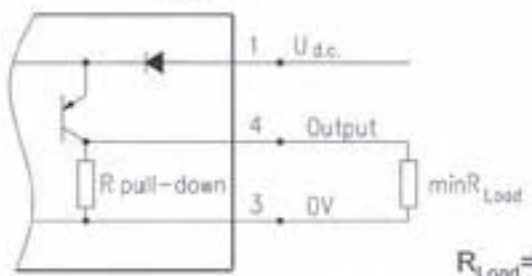 1 U d.c.
4 Output
R pull-down
minR Load
3 0V
R Load=